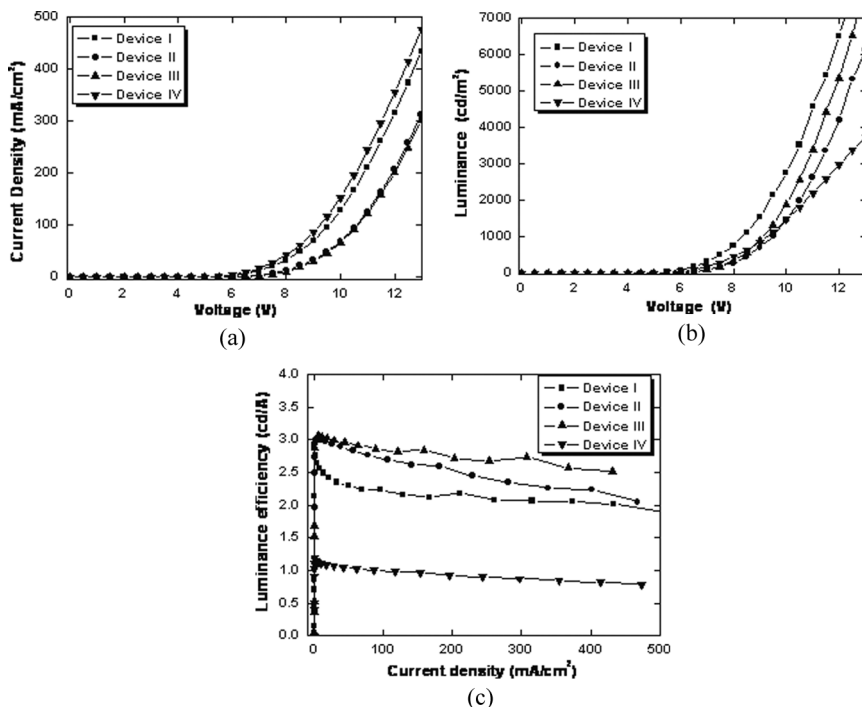 500
400
300
200
100
0
Current Density (mA/cm²)
Device I
Device II
Device III
Device IV
0 2 4 6 8 10 12
Voltage (V)
(a)
7000
6000
5000
4000
3000
2000
1000
0
Luminance (cd/m²)
Device I
Device II
Device III
Device IV
0 2 4 6 8 10 12
Voltage (V)
(b)
4.0
3.5
3.0
2.5
2.0
1.5
1.0
0.5
0.0
Luminance efficiency (cd/A)
Device I
Device II
Device III
Device IV
0 100 200 300 400 500
Current density (mA/cm²)
(c)